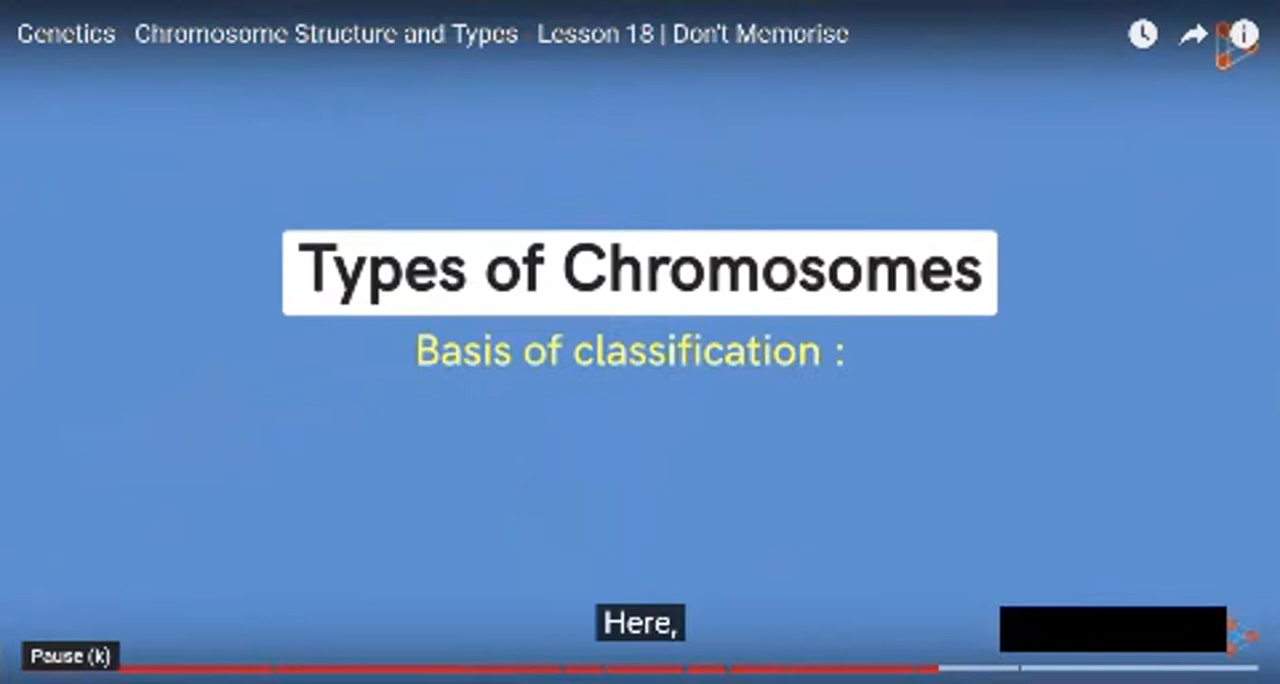 Genetics Chromosome Structure and Types Lesson 18 | Don't Memorise
Types of Chromosomes
Basis of classification :
Here,
Pause (k)